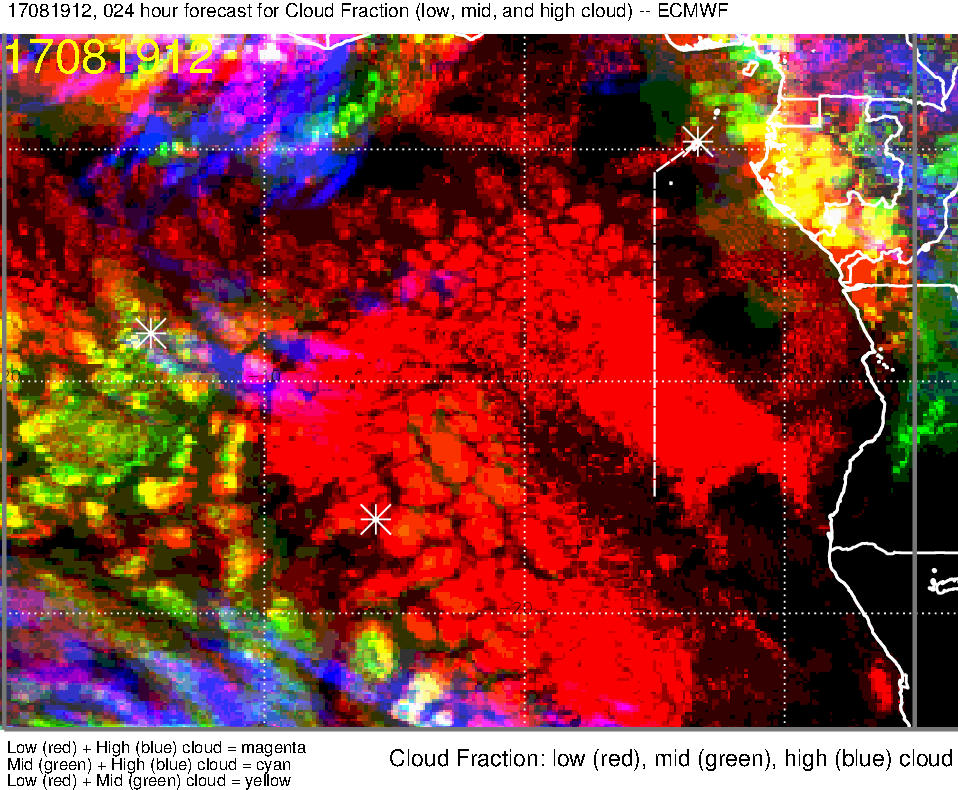 17081912, 024 hour forecast for Cloud Fraction (low, mid, and high cloud) -- ECMWF
17081912
Low (red) + High (blue) cloud = magenta
Mid (green) + High (blue) cloud = cyan
Low (red) + Mid (green) cloud = yellow
Cloud Fraction: low (red), mid (green), high (blue) cloud